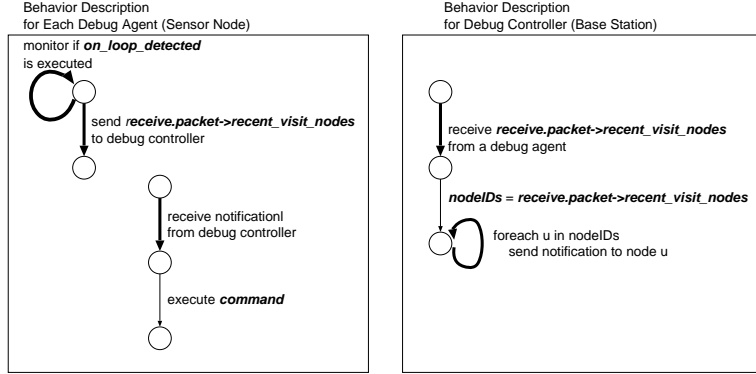 Behavior Description
for Each Debug Agent (Sensor Node)
monitor if on_loop_detected
is executed
send receive.packet->recent_visit_nodes
to debug controller
receive notificationl
from debug controller
execute command
Behavior Description
for Debug Controller (Base Station)
receive receive.packet->recent_visit_nodes
from a debug agent
nodeIDs = receive.packet->recent_visit_nodes
foreach u in nodeIDs
send notification to node u